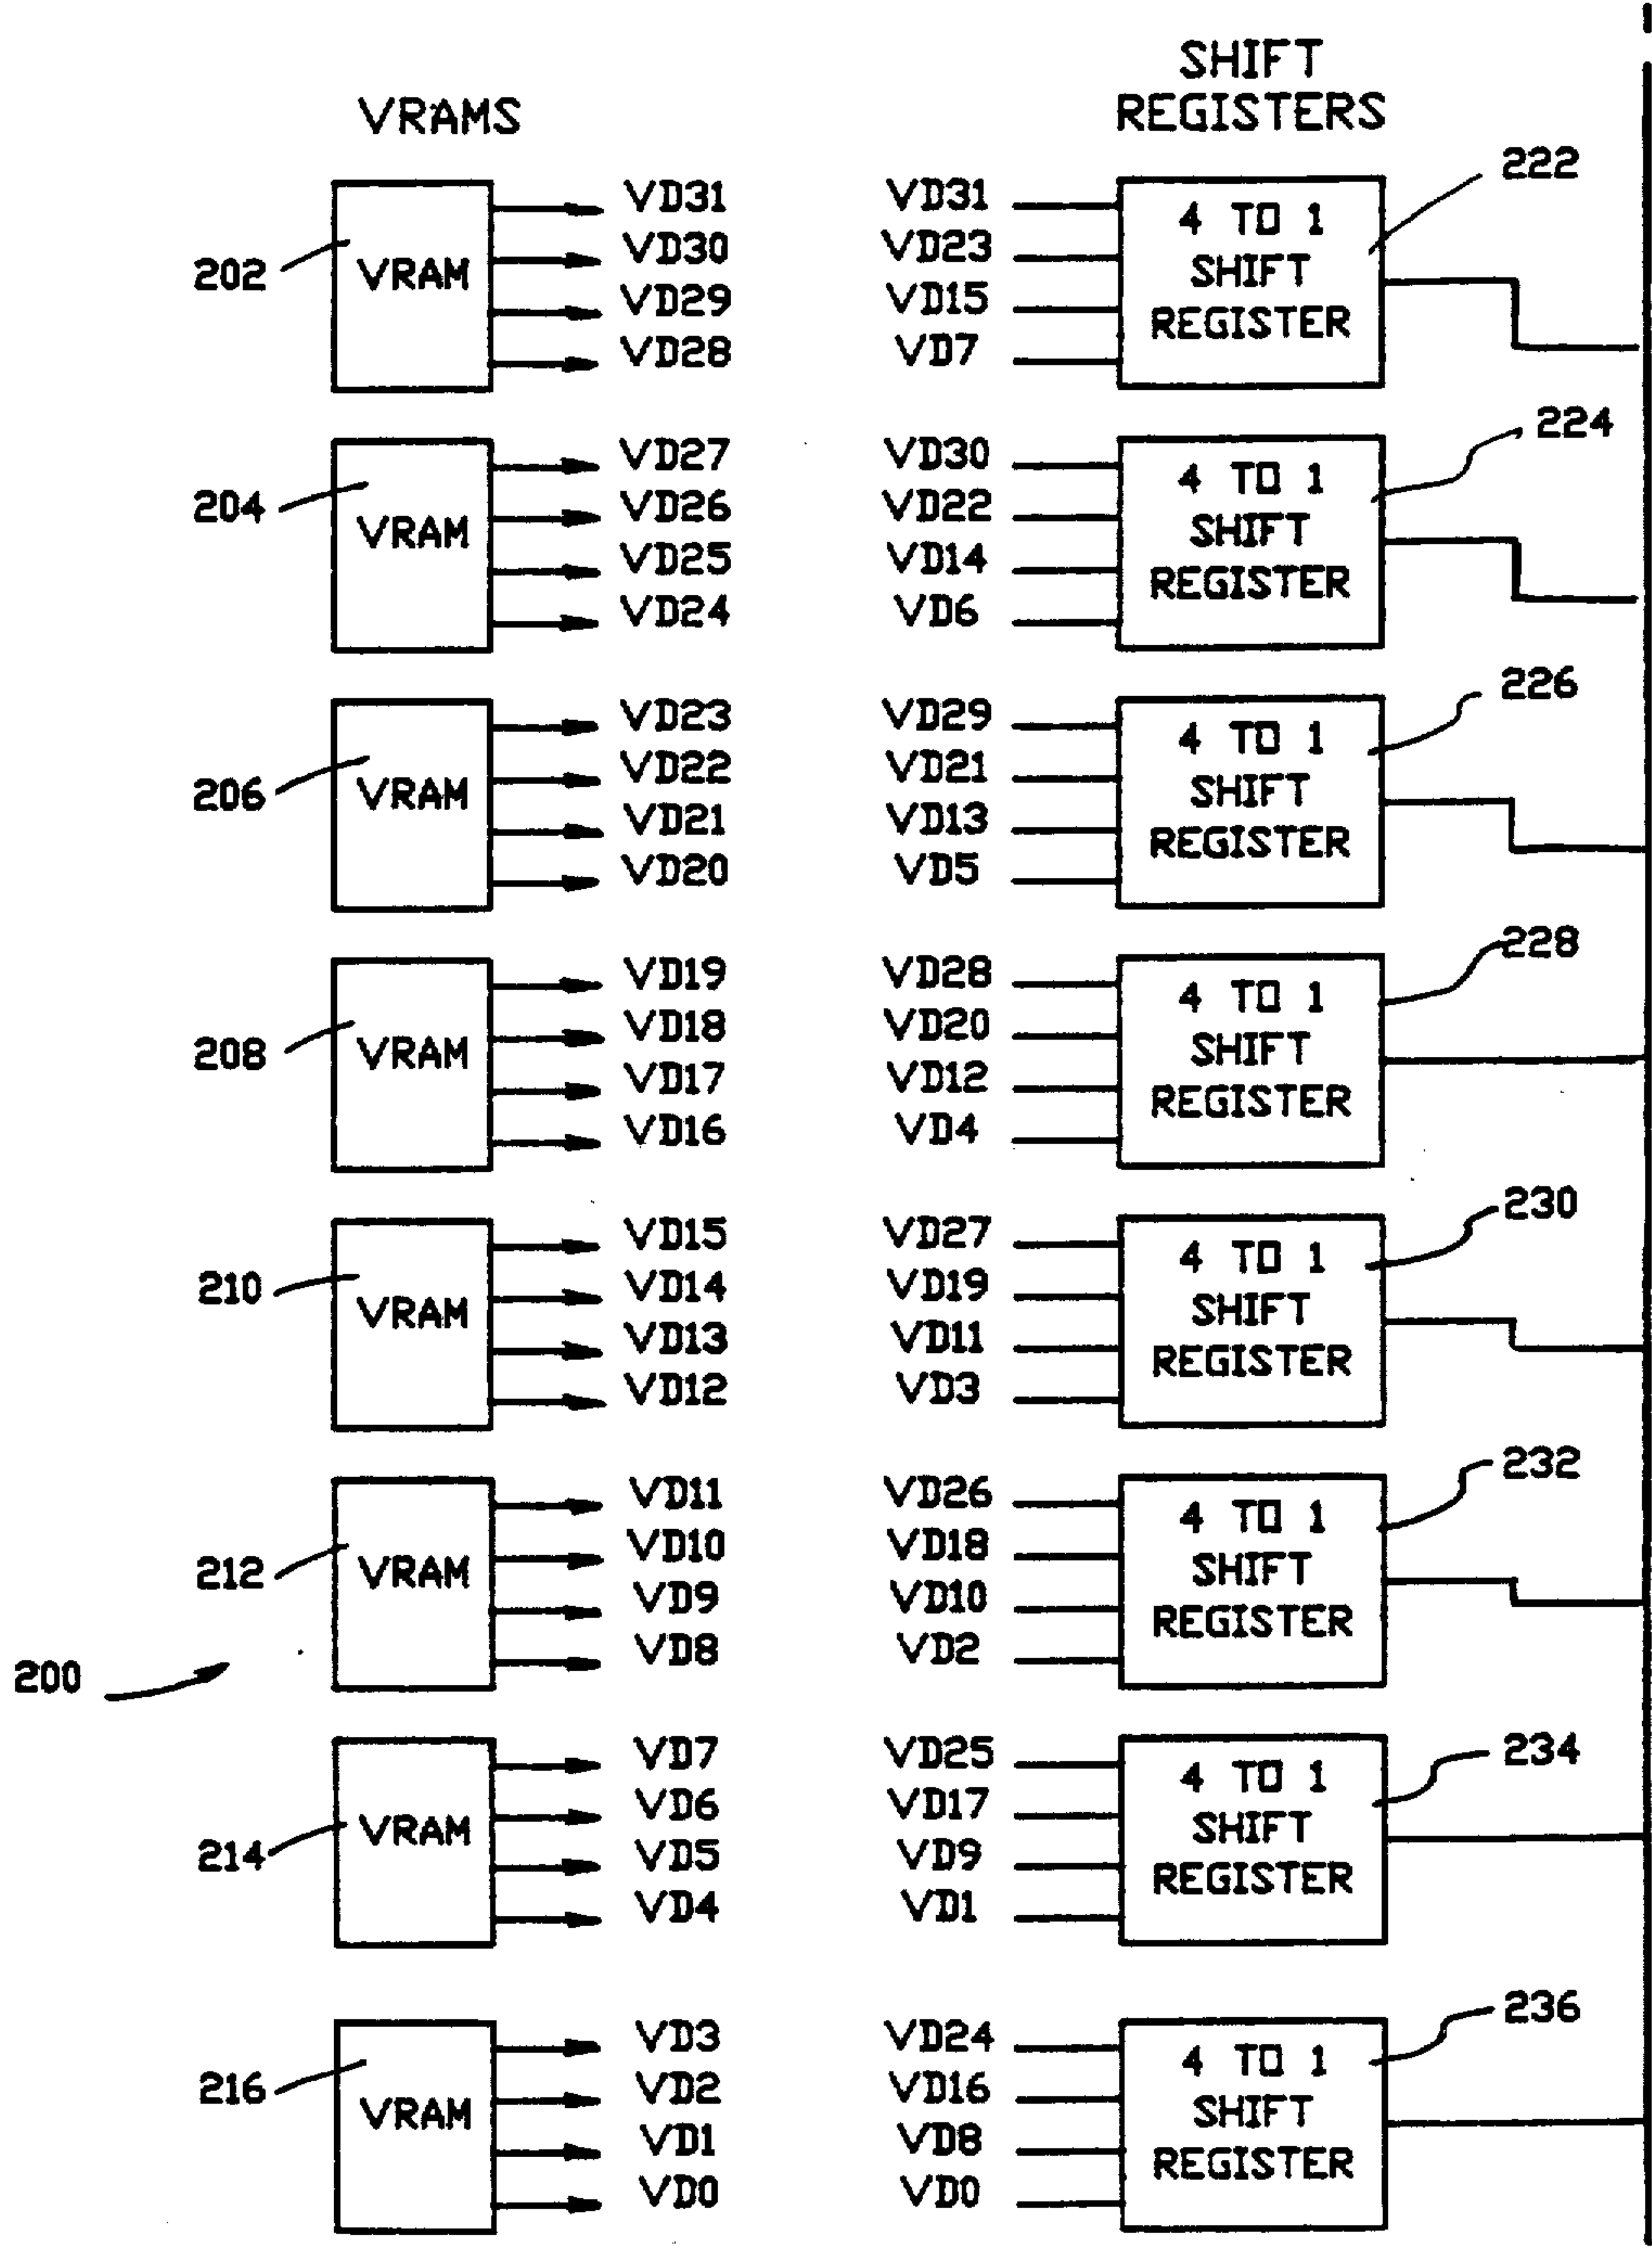 SHIFT
VRAMS REGISTERS
222
VD31 VD31 4 TO 1
VD30 VD23 SHIFT
202 VRAM
VD29 VD15 REGISTER
VD28 VD7
224
VD27 VD30 4 TO 1
204 VRAM VD26 VD22 SHIFT
VD25 VD14 REGISTER
VD24 VD6
226
VD23 VD29 4 TO 1
206 VRAM VD22 VD21 SHIFT
VD21 VD13 REGISTER
VD20 VD5
228
VD19 VD28 4 TO 1
208 VRAM VD18 VD20 SHIFT
VD17 VD12 REGISTER
VD16 VD4
230
VD15 VD27 4 TO 1
210 VRAM VD14 VD19 SHIFT
VD13 VD11 REGISTER
VD12 VD3
232
VD11 VD26 4 TO 1
212 VRAM VD10 VD18 SHIFT
VD9 VD10 REGISTER
VD8 VD2
200
234
VD7 VD25 4 TO 1
214 VRAM VD6 VD17 SHIFT
VD5 VD9 REGISTER
VD4 VD1
236
VD3 VD24 4 TO 1
216 VRAM VD2 VD16 SHIFT
VD1 VD8 REGISTER
VD0 VD0